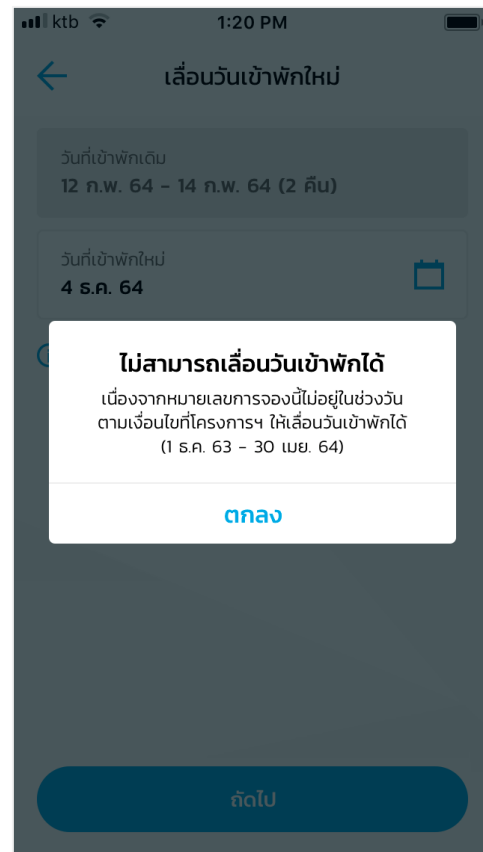 ktb 1:20 PM
เลื่อนวันเข้าพักใหม่
วันที่เข้าพักเดิม
12 ก.พ. 64 - 14 ก.พ. 64 (2 คืน)
วันที่เข้าพักใหม่
4 ธ.ค. 64
ไม่สามารถเลื่อนวันเข้าพักได้
เนื่องจากหมายเลขการจองนี้ไม่อยู่ในช่วงวัน
ตามเงื่อนไขที่โครงการฯ ให้เลื่อนวันเข้าพักได้
(1 ธ.ค. 63 - 30 เมย. 64)
ตกลง
ถัดไป